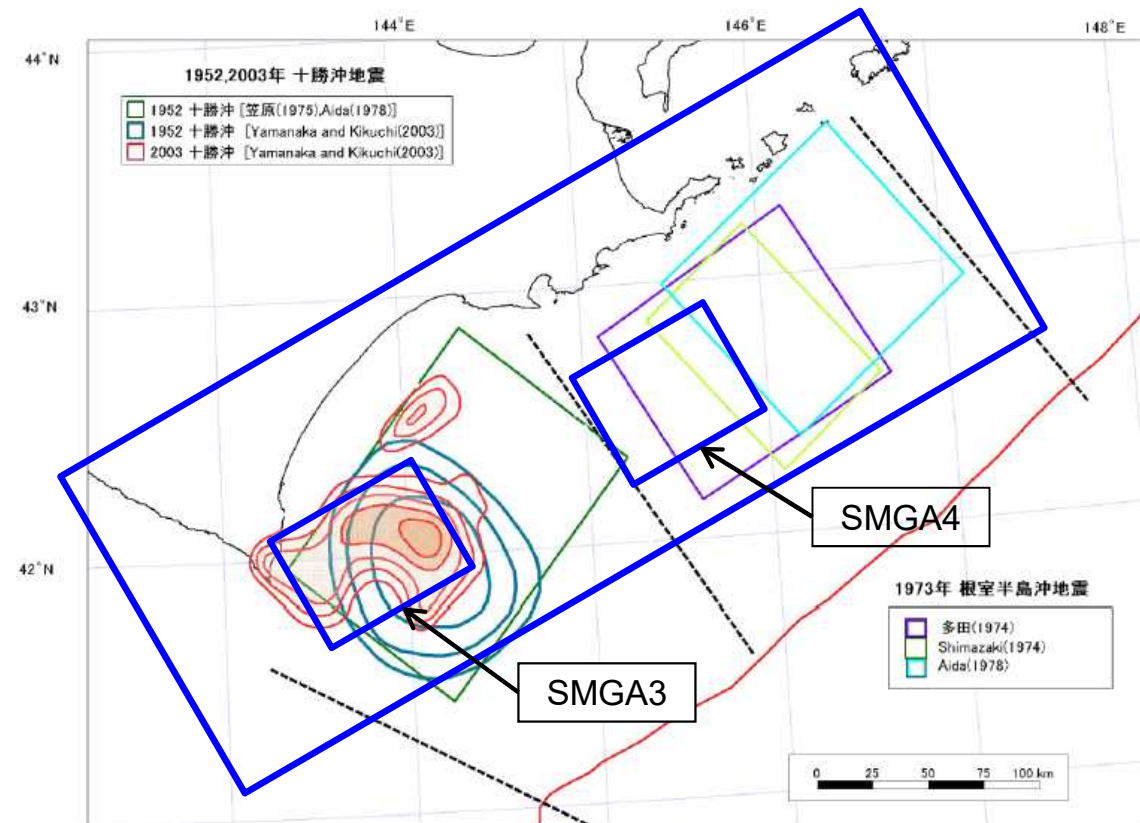 144°E
146°E
148°E
44°N
1952,2003年 十勝沖地震
1952 十勝沖 [笠原(1975),Aida(1978)]
1952 十勝沖 [Yamanaka and Kikuchi(2003)]
2003 十勝沖 [Yamanaka and Kikuchi(2003)]
43°N
SMGA4
42°N
1973年 根室半島沖地震
多田(1974)
Shimazaki(1974)
Aida(1978)
SMGA3
0 25 50 75 100 km